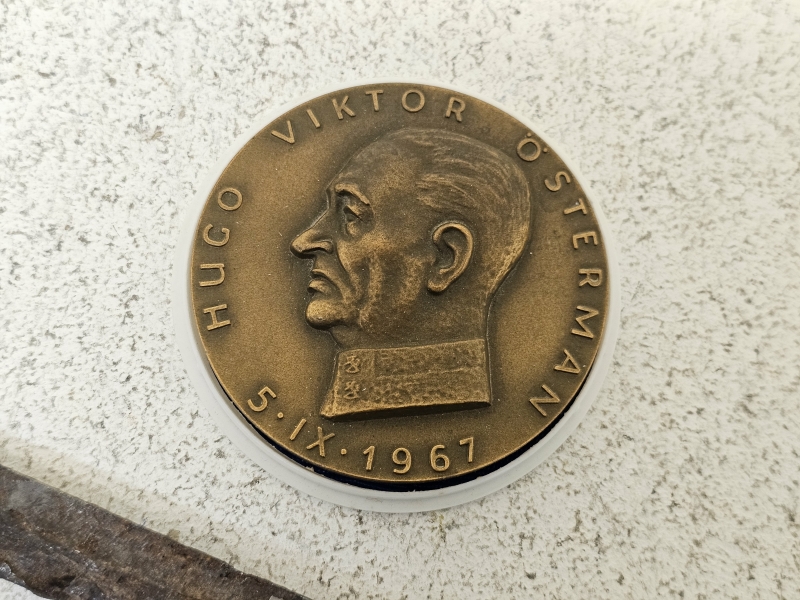 HUGO VIKTOR ÖSTERMAN
5·IX·1967